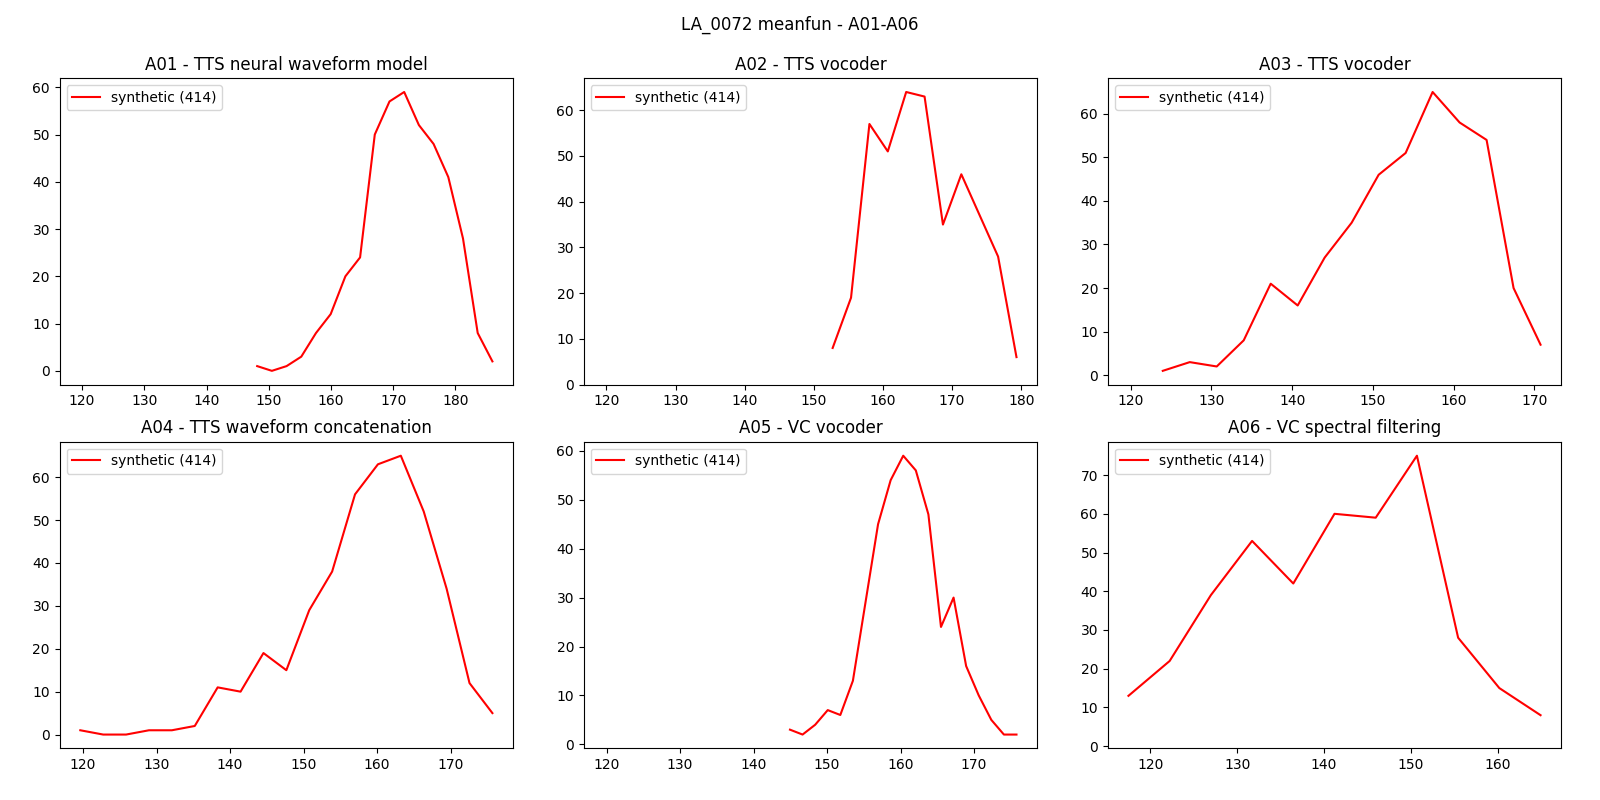 LA_0072 meanfun - A01-A06
A01 - TTS neural waveform model
synthetic (414)
60
50
40
30
20
10
0
120 130 140 150 160 170 180
A02 - TTS vocoder
synthetic (414)
60
50
40
30
20
10
0
120 130 140 150 160 170 180
A03 - TTS vocoder
synthetic (414)
60
50
40
30
20
10
0
120 130 140 150 160 170
A04 - TTS waveform concatenation
synthetic (414)
60
50
40
30
20
10
0
120 130 140 150 160 170
A05 - VC vocoder
synthetic (414)
60
50
40
30
20
10
0
120 130 140 150 160 170
A06 - VC spectral filtering
synthetic (414)
70
60
50
40
30
20
10
0
120 130 140 150 160